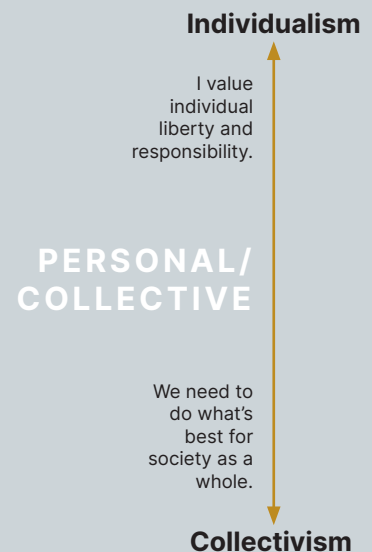 Individualism
I value
individual
liberty and
responsibility.
PERSONAL/
COLLECTIVE
We need to
do what’s
best for
society as a
whole.
Collectivism